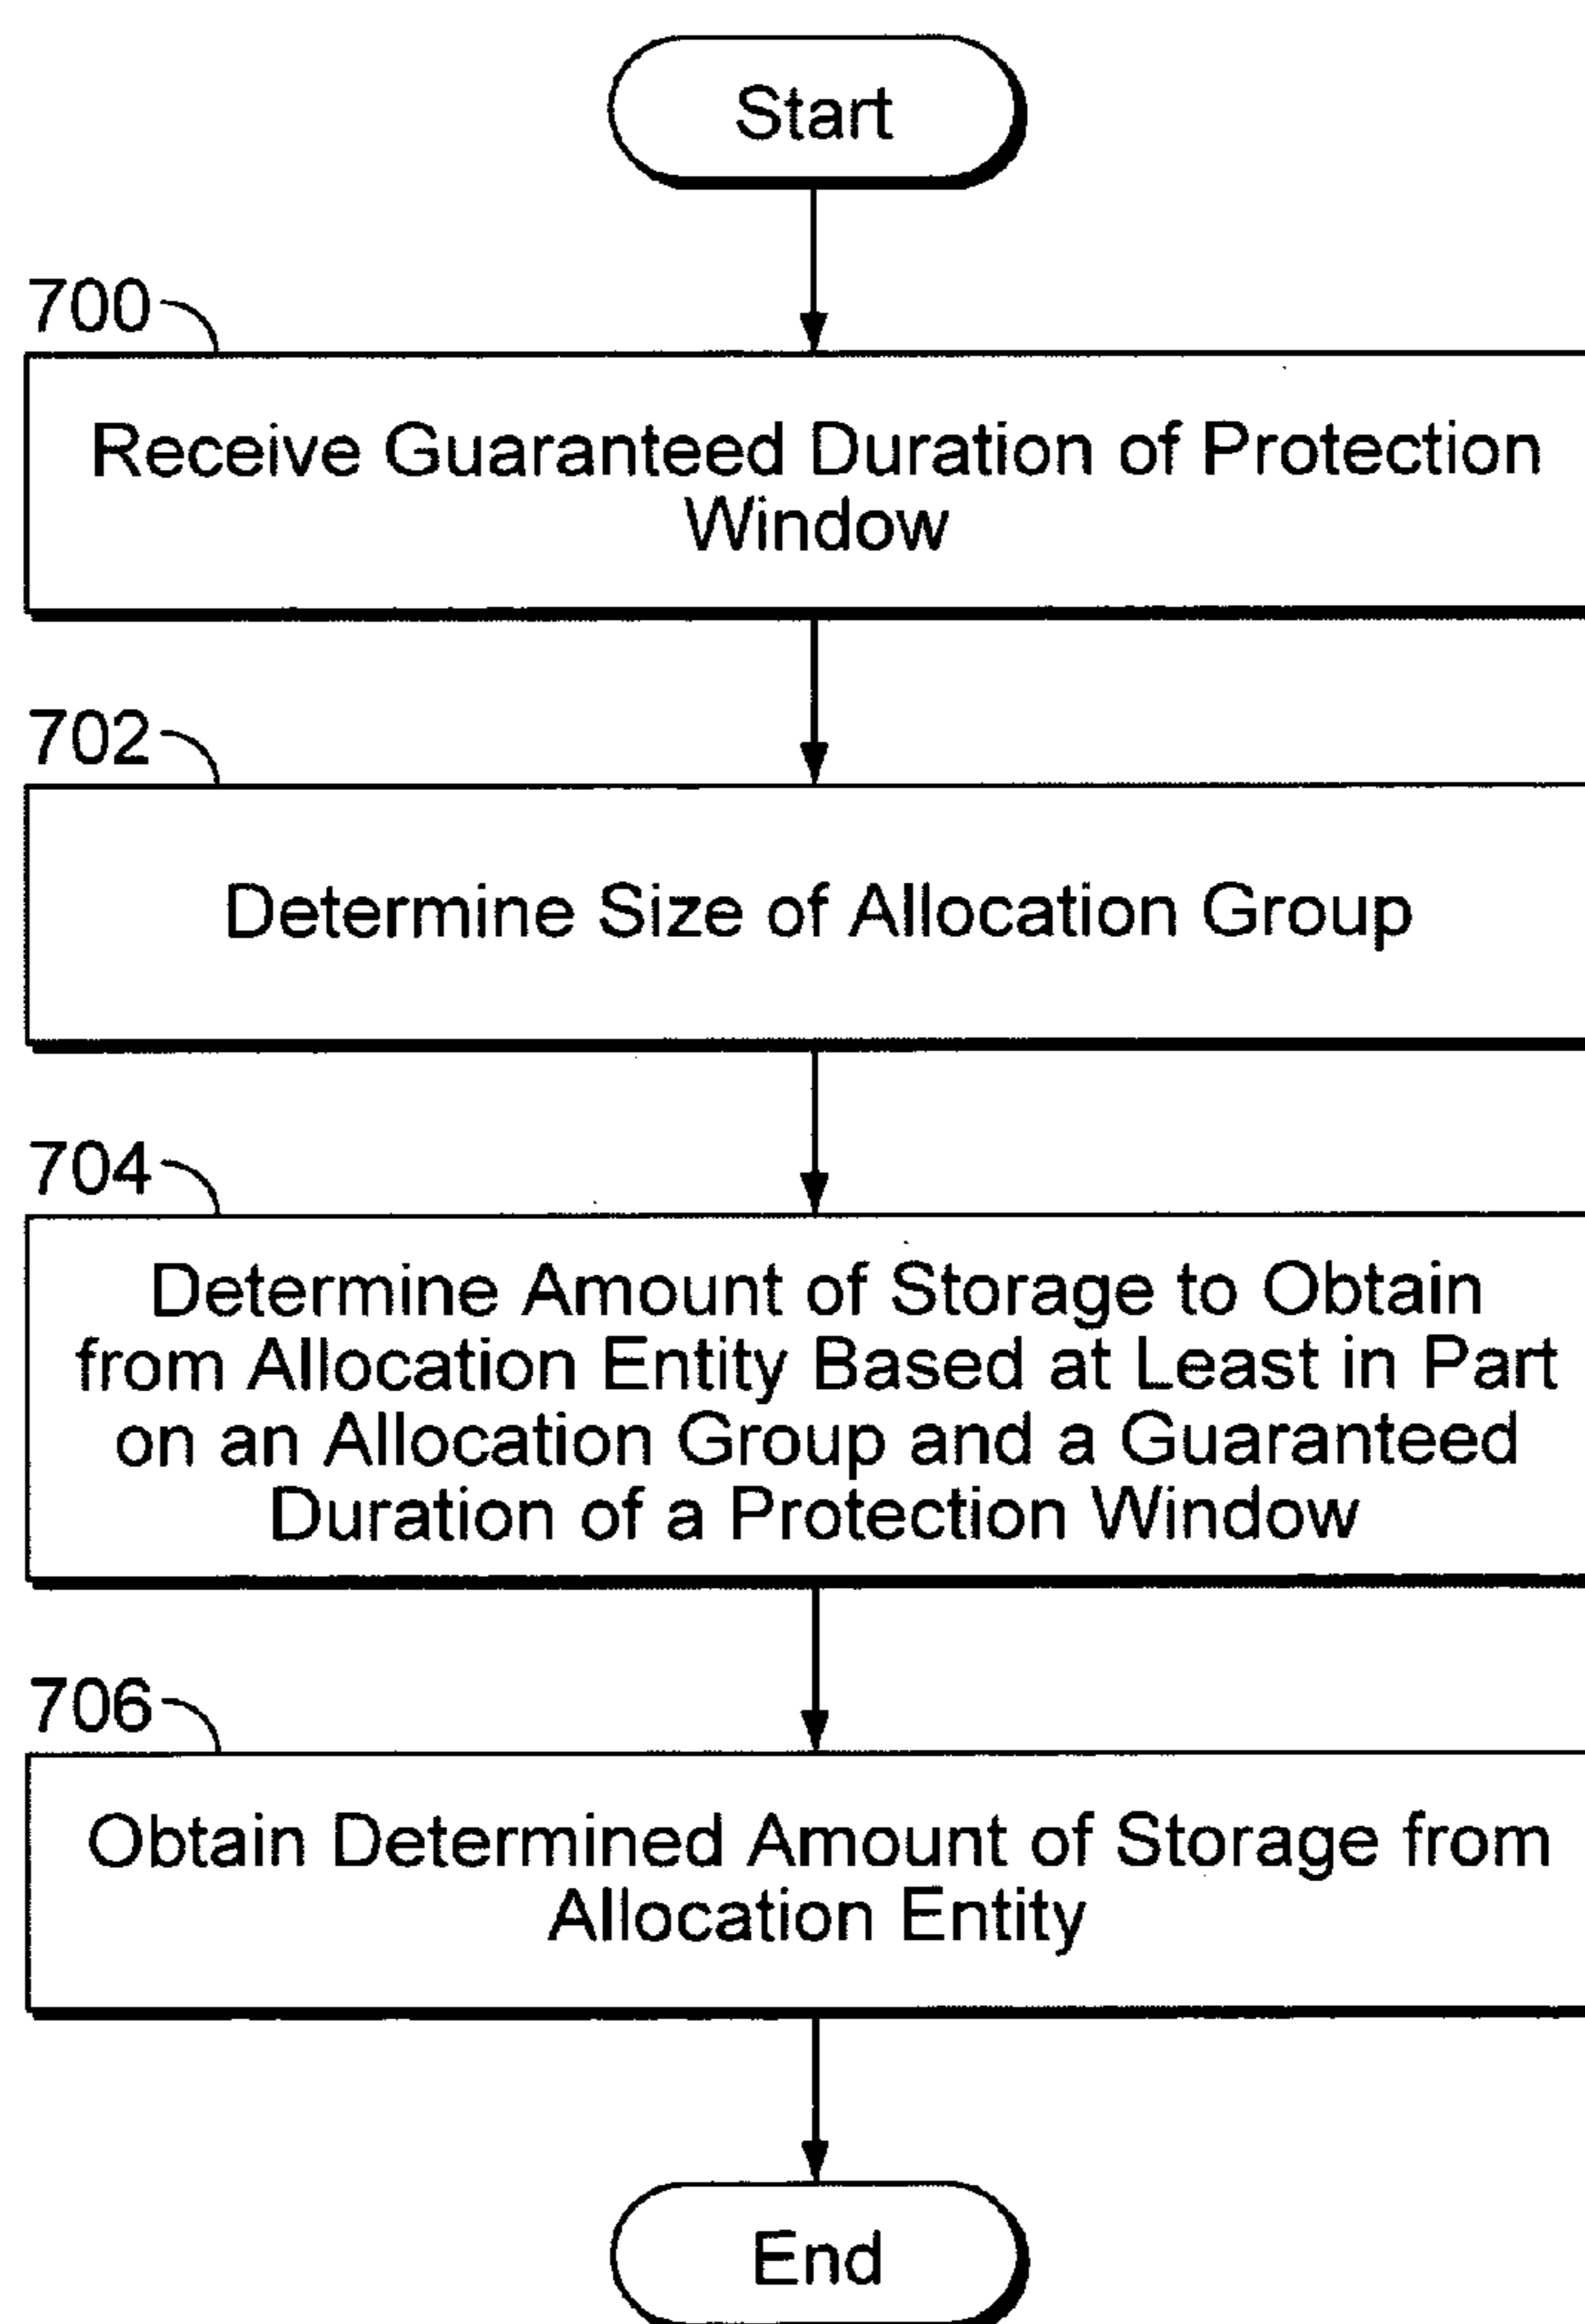 Start
700
Receive Guaranteed Duration of Protection
Window
702
Determine Size of Allocation Group
704
Determine Amount of Storage to Obtain
from Allocation Entity Based at Least in Part
on an Allocation Group and a Guaranteed
Duration of a Protection Window
706
Obtain Determined Amount of Storage from
Allocation Entity
End